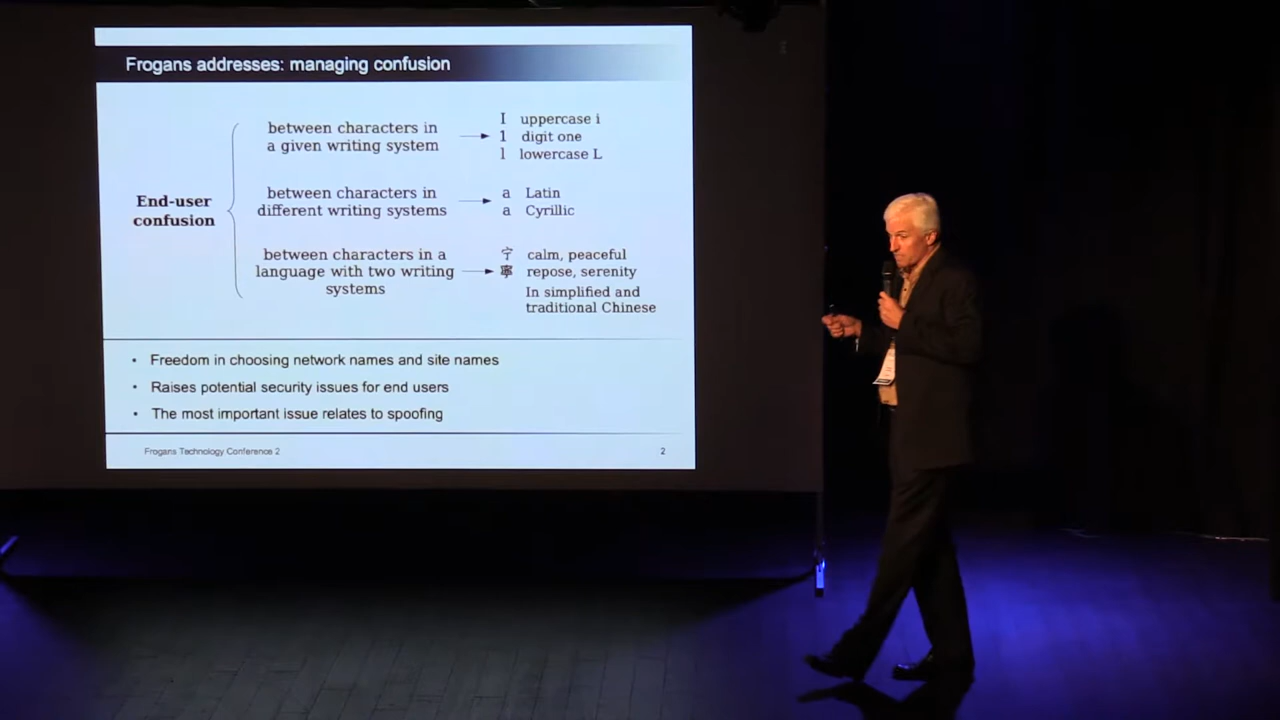 Frogans addresses: managing confusion
End-user
confusion
between characters in
a given writing system
I uppercase i
1 digit one
l lowercase L
between characters in
different writing systems
a Latin
а Cyrillic
between characters in a
language with two writing
systems
宁 calm, peaceful
寧 repose, serenity
In simplified and
traditional Chinese
• Freedom in choosing network names and site names
• Raises potential security issues for end users
• The most important issue relates to spoofing
Frogans Technology Conference 2
2